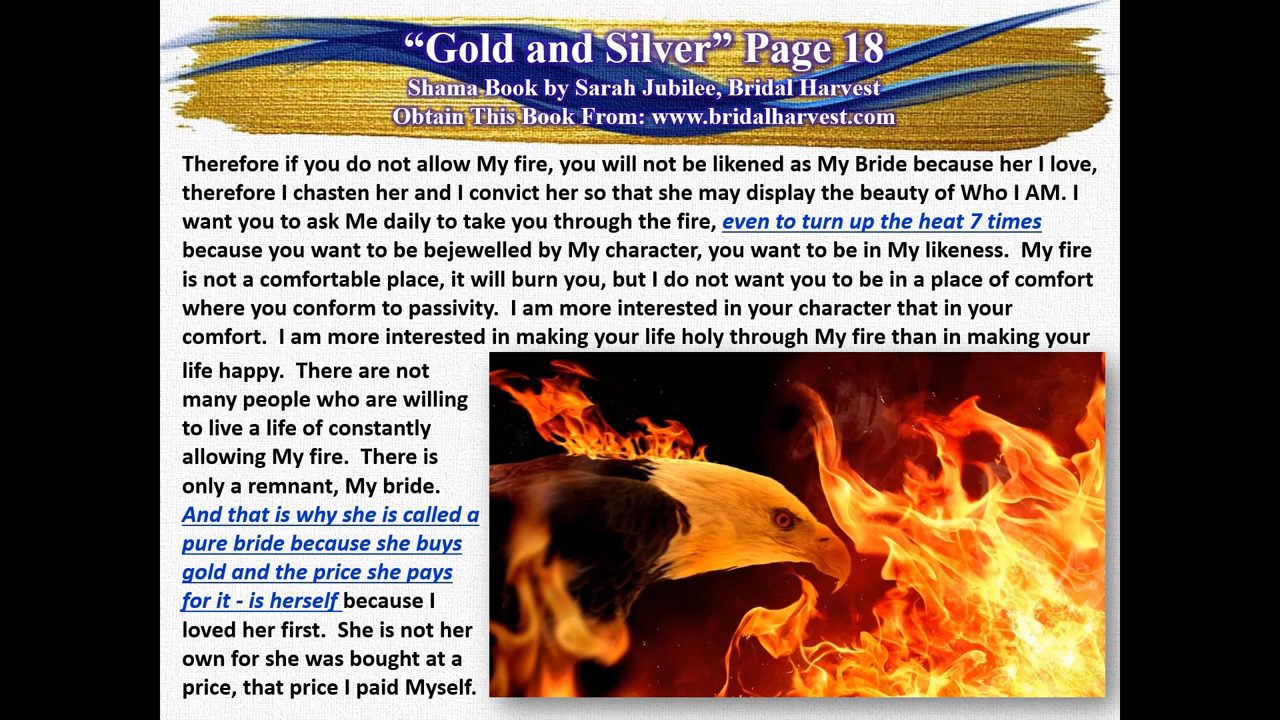 “Gold and Silver” Page 18
Shama Book by Sarah Jubilee, Bridal Harvest
Obtain This Book From: www.bridalharvest.com
Therefore if you do not allow My fire, you will not be likened as My Bride because her I love,
therefore I chasten her and I convict her so that she may display the beauty of Who I AM. I
want you to ask Me daily to take you through the fire, even to turn up the heat 7 times
because you want to be bejewelled by My character, you want to be in My likeness.  My fire
is not a comfortable place, it will burn you, but I do not want you to be in a place of comfort
where you conform to passivity.  I am more interested in your character that in your
comfort.  I am more interested in making your life holy through My fire than in making your
life happy.  There are not
many people who are willing
to live a life of constantly
allowing My fire.  There is
only a remnant, My bride.
And that is why she is called a
pure bride because she buys
gold and the price she pays
for it - is herself because I
loved her first.  She is not her
own for she was bought at a
price, that price I paid Myself.